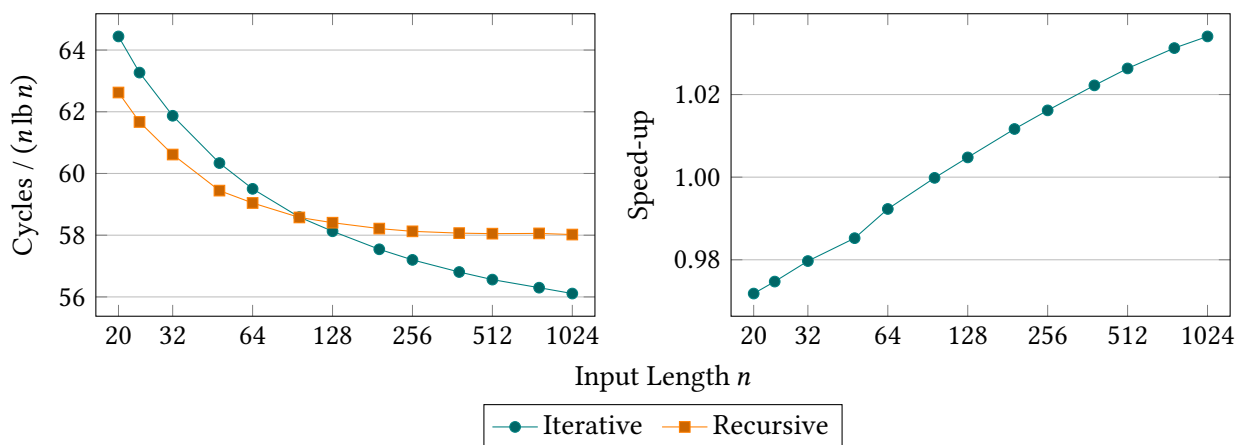 Cycles / (n lb n)
64
62
60
58
56
20 32 64 128 256 512 1024
Speed-up
1.02
1.00
0.98
20 32 64 128 256 512 1024
Input Length n
Iterative Recursive